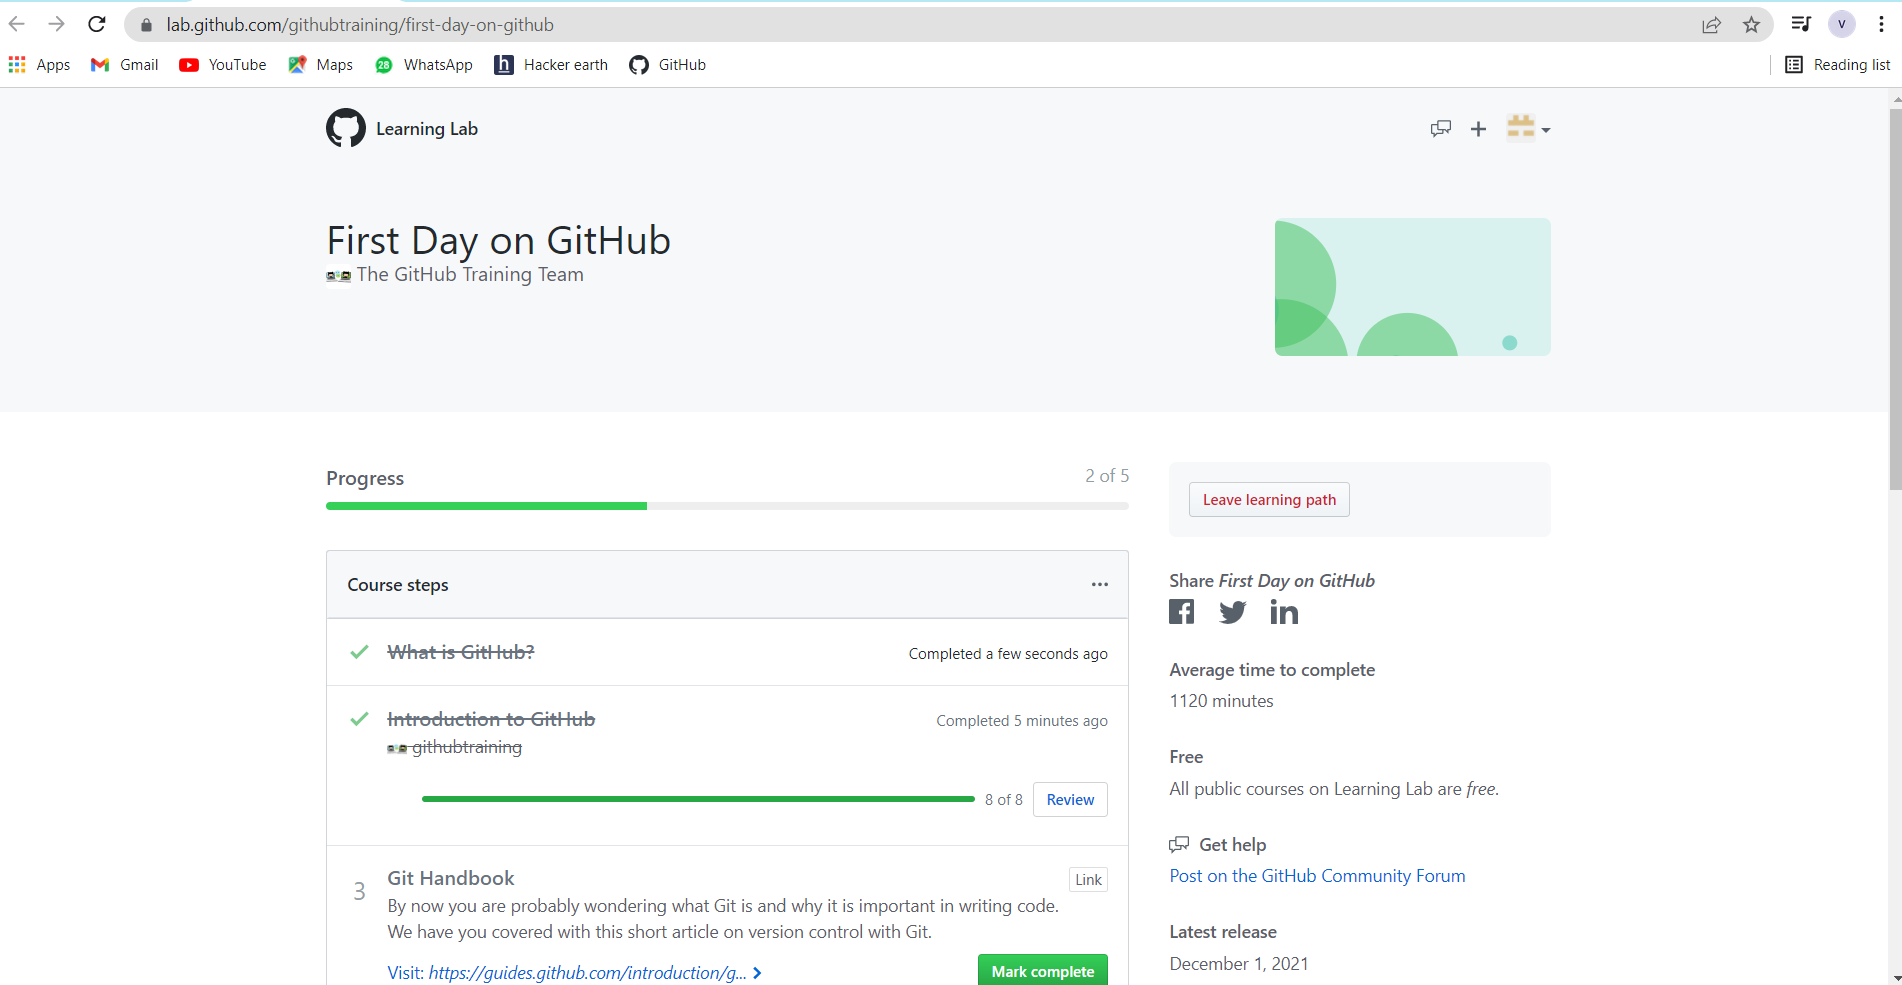 lab.github.com/githubtraining/first-day-on-github
V
Apps
Gmail
YouTube
28
WhatsApp
h
Hacker earth
GitHub
Reading list
Learning Lab
First Day on GitHub
The GitHub Training Team
Progress
2 of 5
Leave learning path
Course steps
What is GitHub?
Completed a few seconds ago
Introduction to GitHub
Completed 5 minutes ago
githubtraining
8 of 8
Review
3
Git Handbook
Link
By now you are probably wondering what Git is and why it is important in writing code.
We have you covered with this short article on version control with Git.
Visit: https://guides.github.com/introduction/g...
Mark complete
Share First Day on GitHub
Average time to complete
1120 minutes
Free
All public courses on Learning Lab are free.
Get help
Post on the GitHub Community Forum
Latest release
December 1, 2021